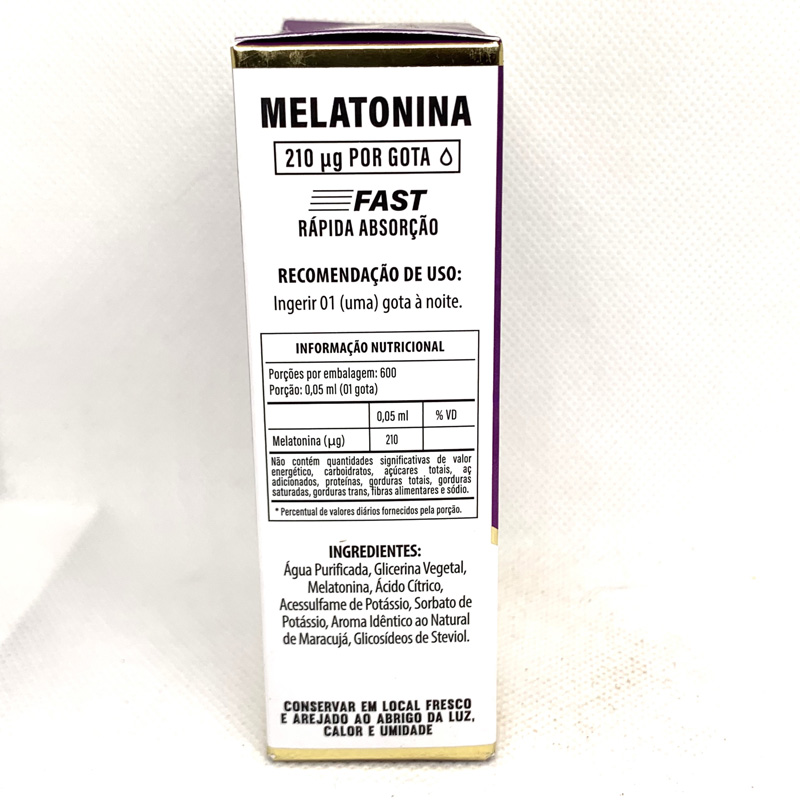 MELATONINA
210 µg POR GOTA
FAST
RÁPIDA ABSORÇÃO
RECOMENDAÇÃO DE USO:
Ingerir 01 (uma) gota à noite.
INFORMAÇÃO NUTRICIONAL
Porções por embalagem: 600
Porção: 0,05 ml (01 gota)
0,05 ml % VD
Melatonina (µg) 210
Não contém quantidades significativas de valor
energético, carboidratos, açúcares totais, aç
adicionados, proteínas, gorduras totais, gorduras
saturadas, gorduras trans, fibras alimentares e sódio.
* Percentual de valores diários fornecidos pela porção.
INGREDIENTES:
Água Purificada, Glicerina Vegetal,
Melatonina, Ácido Cítrico,
Acessulfame de Potássio, Sorbato de
Potássio, Aroma Idêntico ao Natural
de Maracujá, Glicosídeos de Steviol.
CONSERVAR EM LOCAL FRESCO
E AREJADO AO ABRIGO DA LUZ,
CALOR E UMIDADE